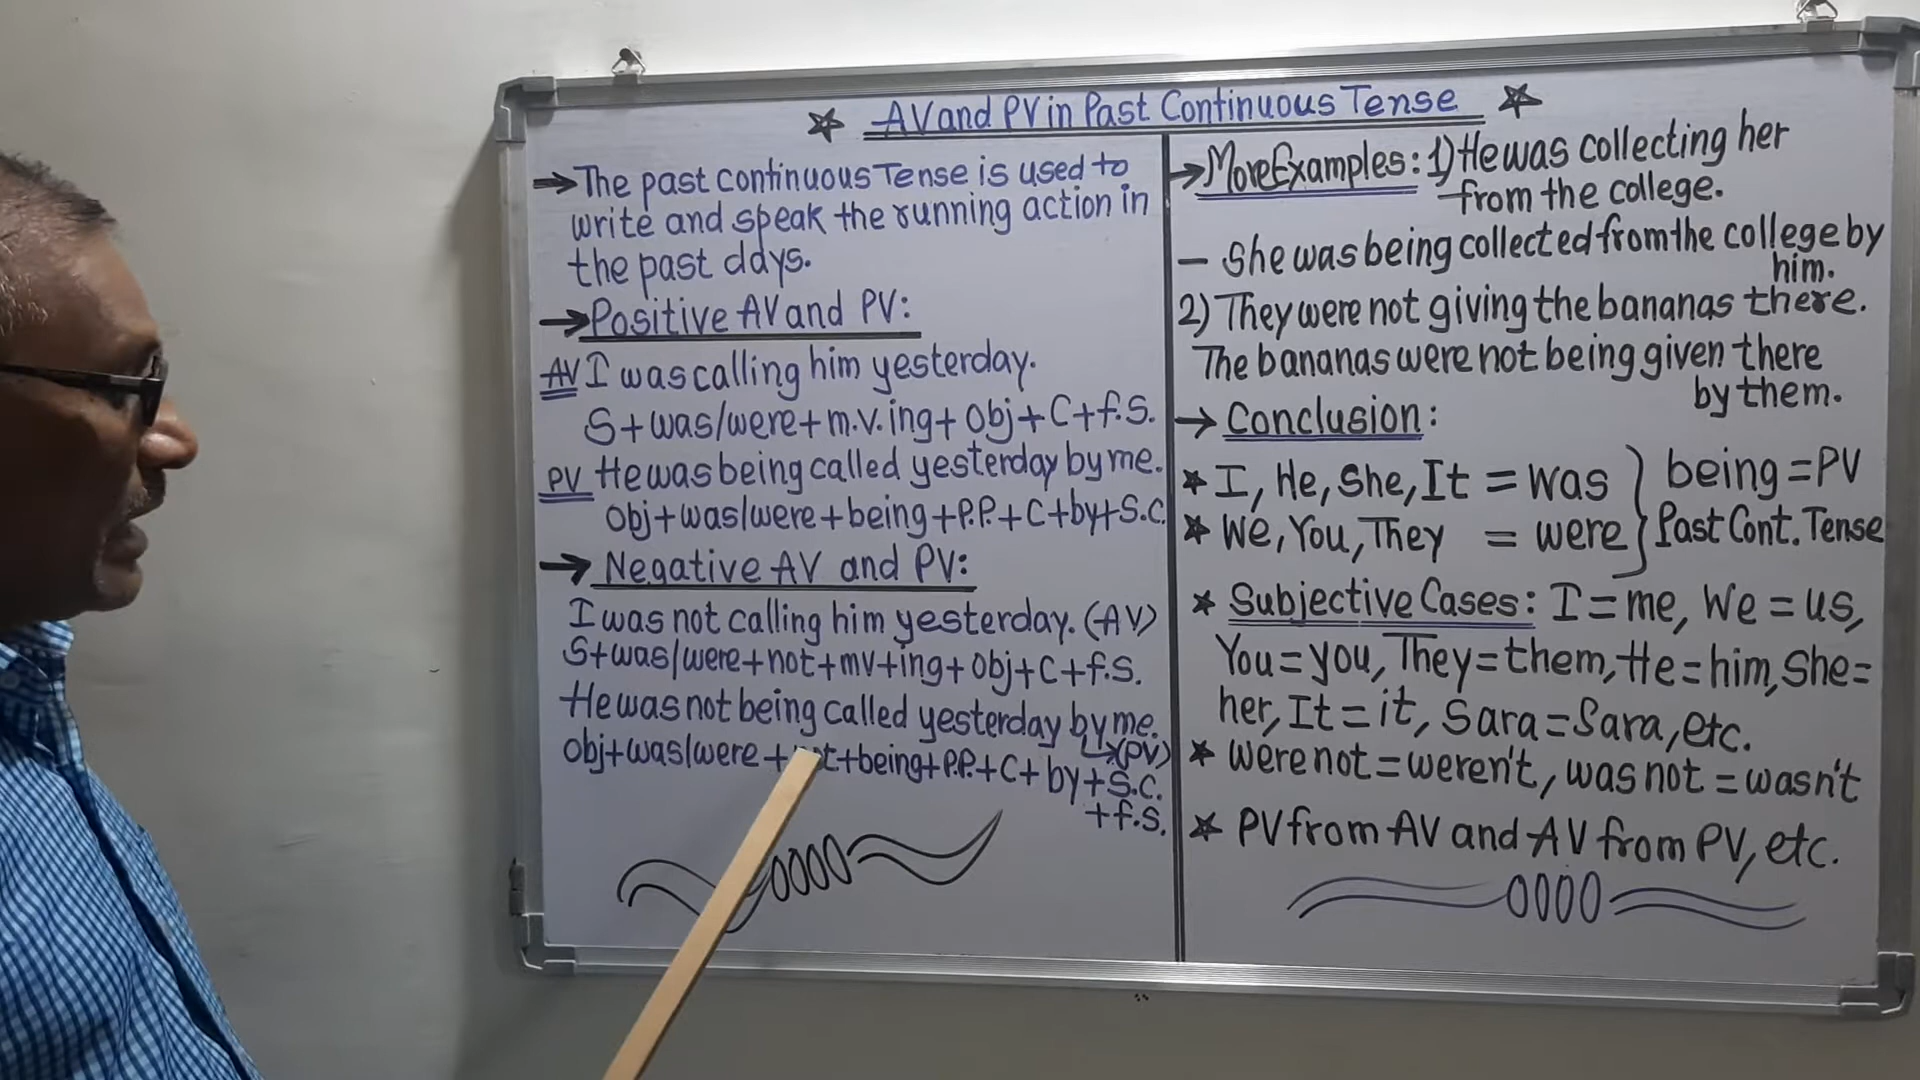 AV and PV in Past Continuous Tense
→ The past continuous Tense is used to
write and speak the running action in
the past days.
→ Positive AV and PV:
AV I was calling him yesterday.
S+was/were+m.v.ing+Obj+C+f.S.
PV He was being called yesterday by me.
Obj+was/were+being+P.P.+C+by+S.C.
→ Negative AV and PV:
I was not calling him yesterday. (AV)
S+was/were+not+mv+ing+Obj+C+f.S.
He was not being called yesterday by me.
↳(PV)
Obj+was/were+not+being+P.P.+C+by+S.C.
+f.S.
→ More Examples: 1) He was collecting her
from the college.
- She was being collected from the college by
him.
2) They were not giving the bananas there.
The bananas were not being given there
by them.
→ Conclusion:
★ I, He, She, It = Was } being = PV
★ We, You, They = were } Past Cont. Tense
★ Subjective Cases: I = me, We = us,
You = you, They = them, He = him, She =
her, It = it, Sara = Sara, etc.
★ were not = weren't, was not = wasn't
★ PV from AV and AV from PV, etc.